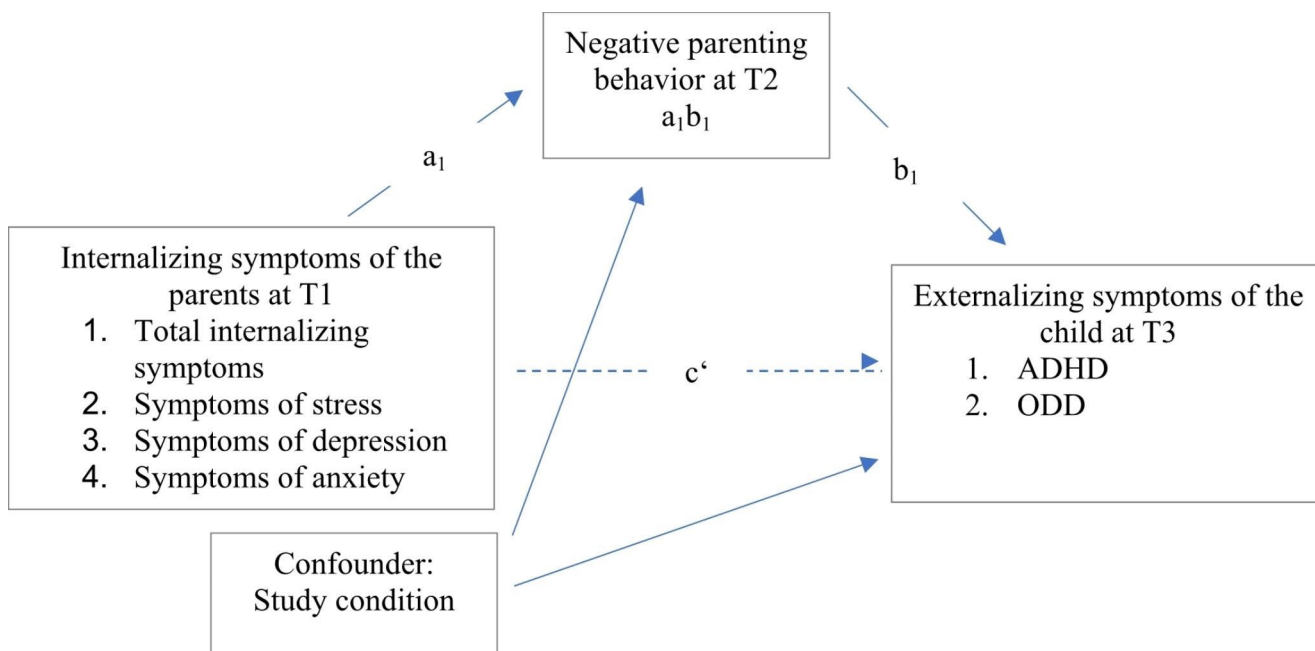 Negative parenting
behavior at T2
a₁b₁
a₁
b₁
Internalizing symptoms of the
parents at T1
1. Total internalizing
symptoms
2. Symptoms of stress
3. Symptoms of depression
4. Symptoms of anxiety
c‘
Externalizing symptoms of the
child at T3
1. ADHD
2. ODD
Confounder:
Study condition